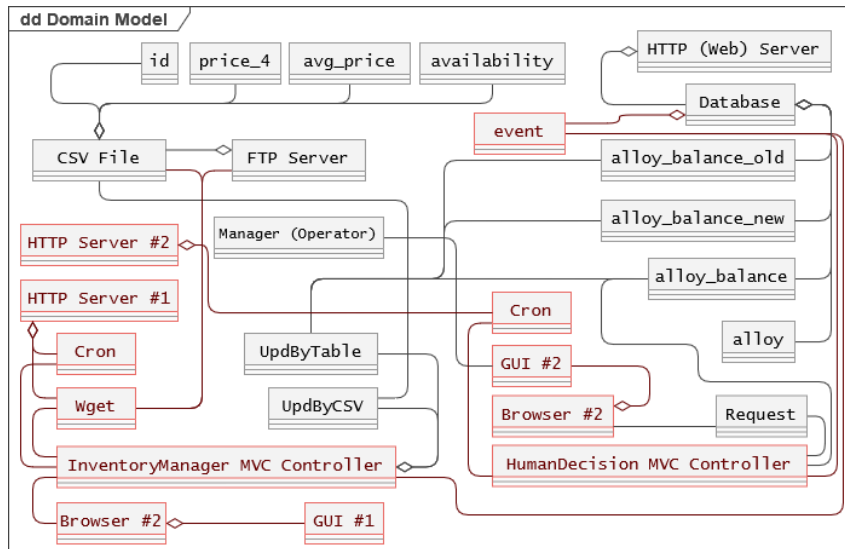 dd Domain Model
id
price_4
avg_price
availability
HTTP (Web) Server
Database
event
CSV File
FTP Server
alloy_balance_old
Manager (Operator)
alloy_balance_new
HTTP Server #2
alloy_balance
HTTP Server #1
Cron
alloy
Cron
UpdByTable
GUI #2
Wget
UpdByCSV
Browser #2
Request
InventoryManager MVC Controller
HumanDecision MVC Controller
Browser #2
GUI #1